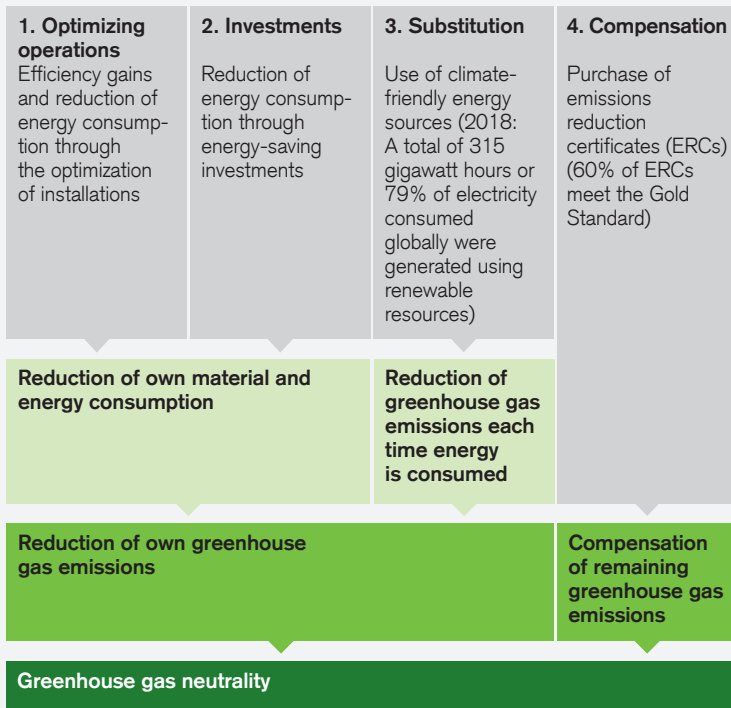 1. Optimizing
operations
Efficiency gains
and reduction of
energy consump-
tion through
the optimization
of installations
2. Investments
Reduction of
energy consump-
tion through
energy-saving
investments
3. Substitution
Use of climate-
friendly energy
sources (2018:
A total of 315
gigawatt hours or
79% of electricity
consumed
globally were
generated using
renewable
resources)
4. Compensation
Purchase of
emissions
reduction
certificates (ERCs)
(60% of ERCs
meet the Gold
Standard)
Reduction of own material and
energy consumption
Reduction of
greenhouse gas
emissions each
time energy
is consumed
Reduction of own greenhouse
gas emissions
Compensation
of remaining
greenhouse gas
emissions
Greenhouse gas neutrality